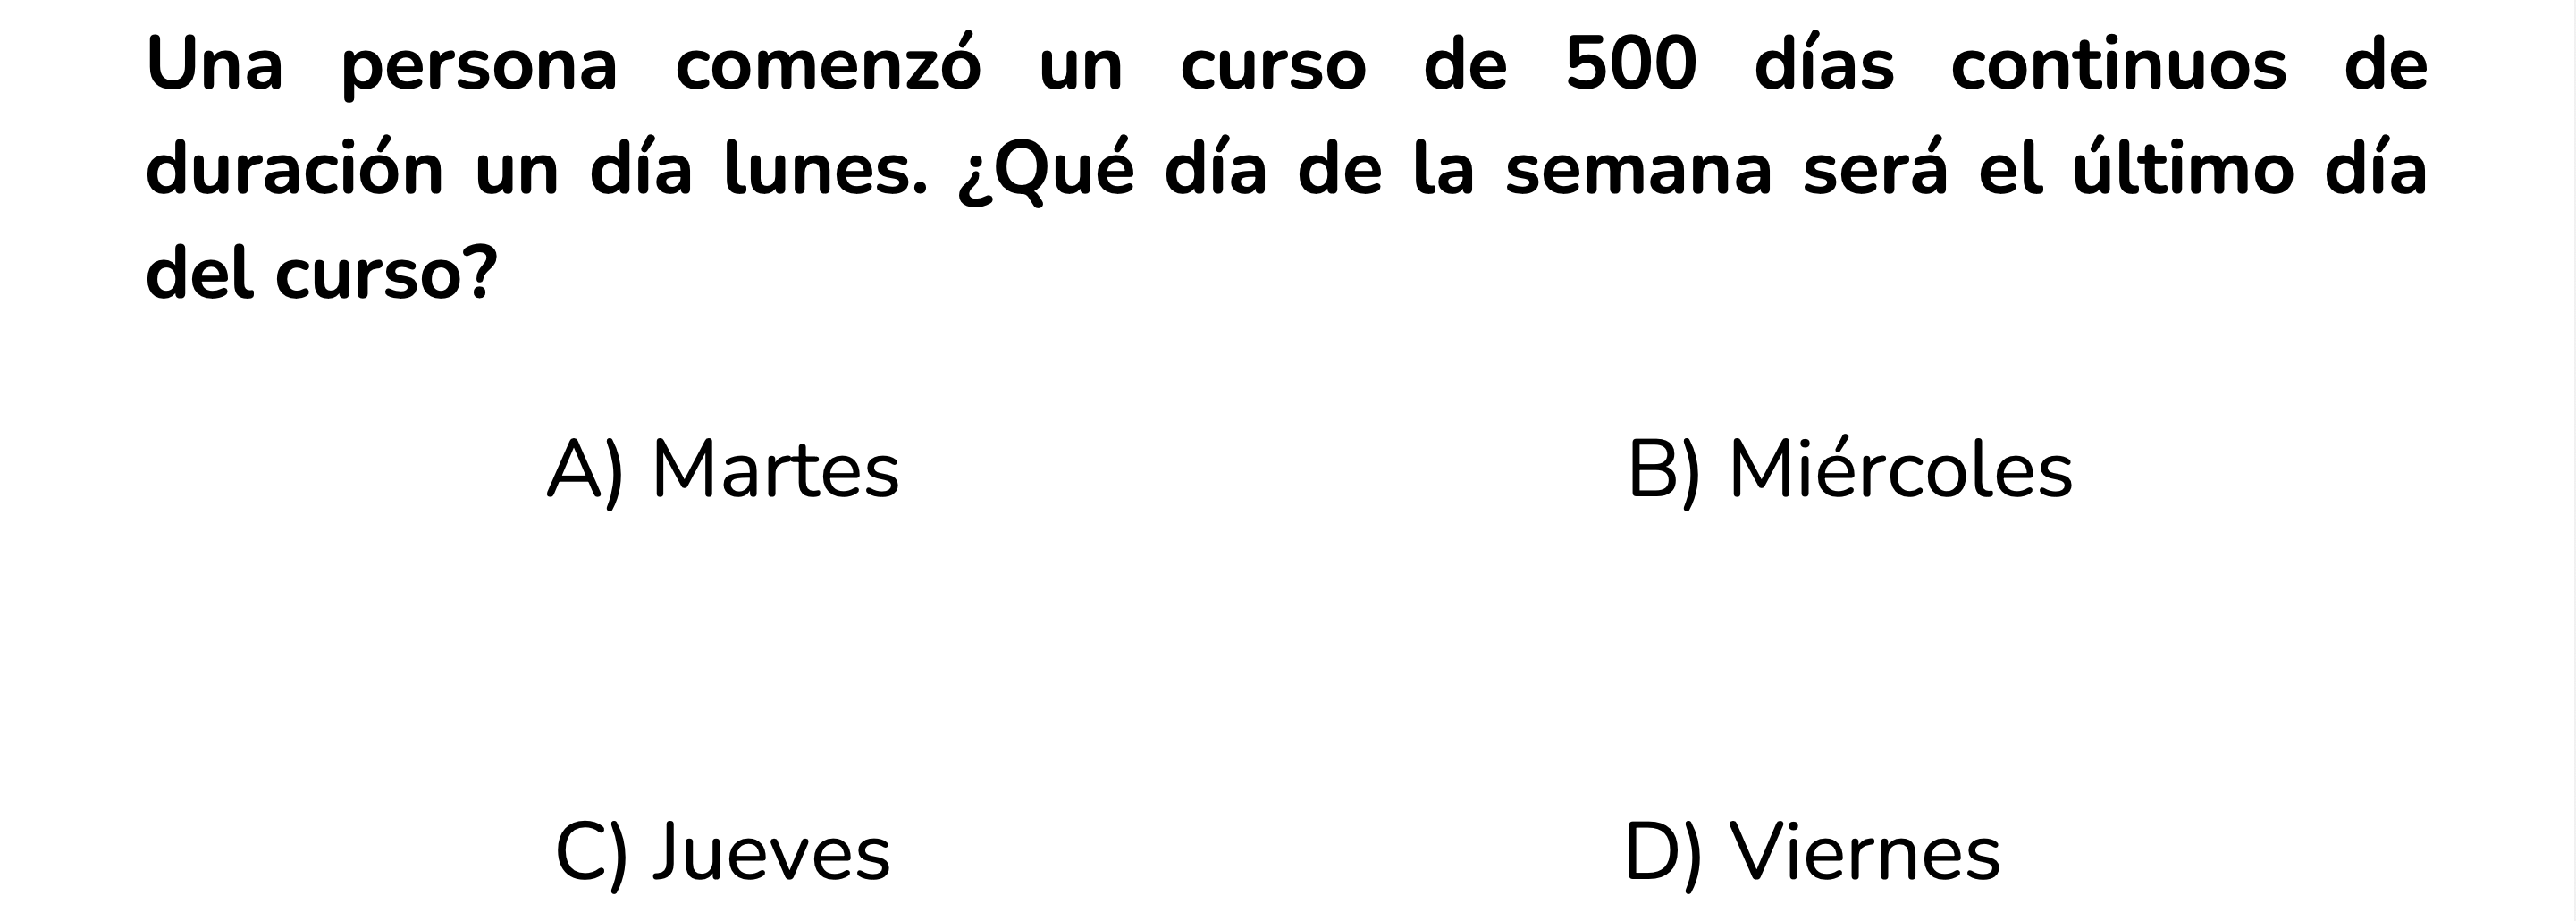 Una persona comenzó un curso de 500 días continuos de
duración un día lunes. ¿Qué día de la semana será el último día
del curso?
A) Martes
B) Miércoles
C) Jueves
D) Viernes